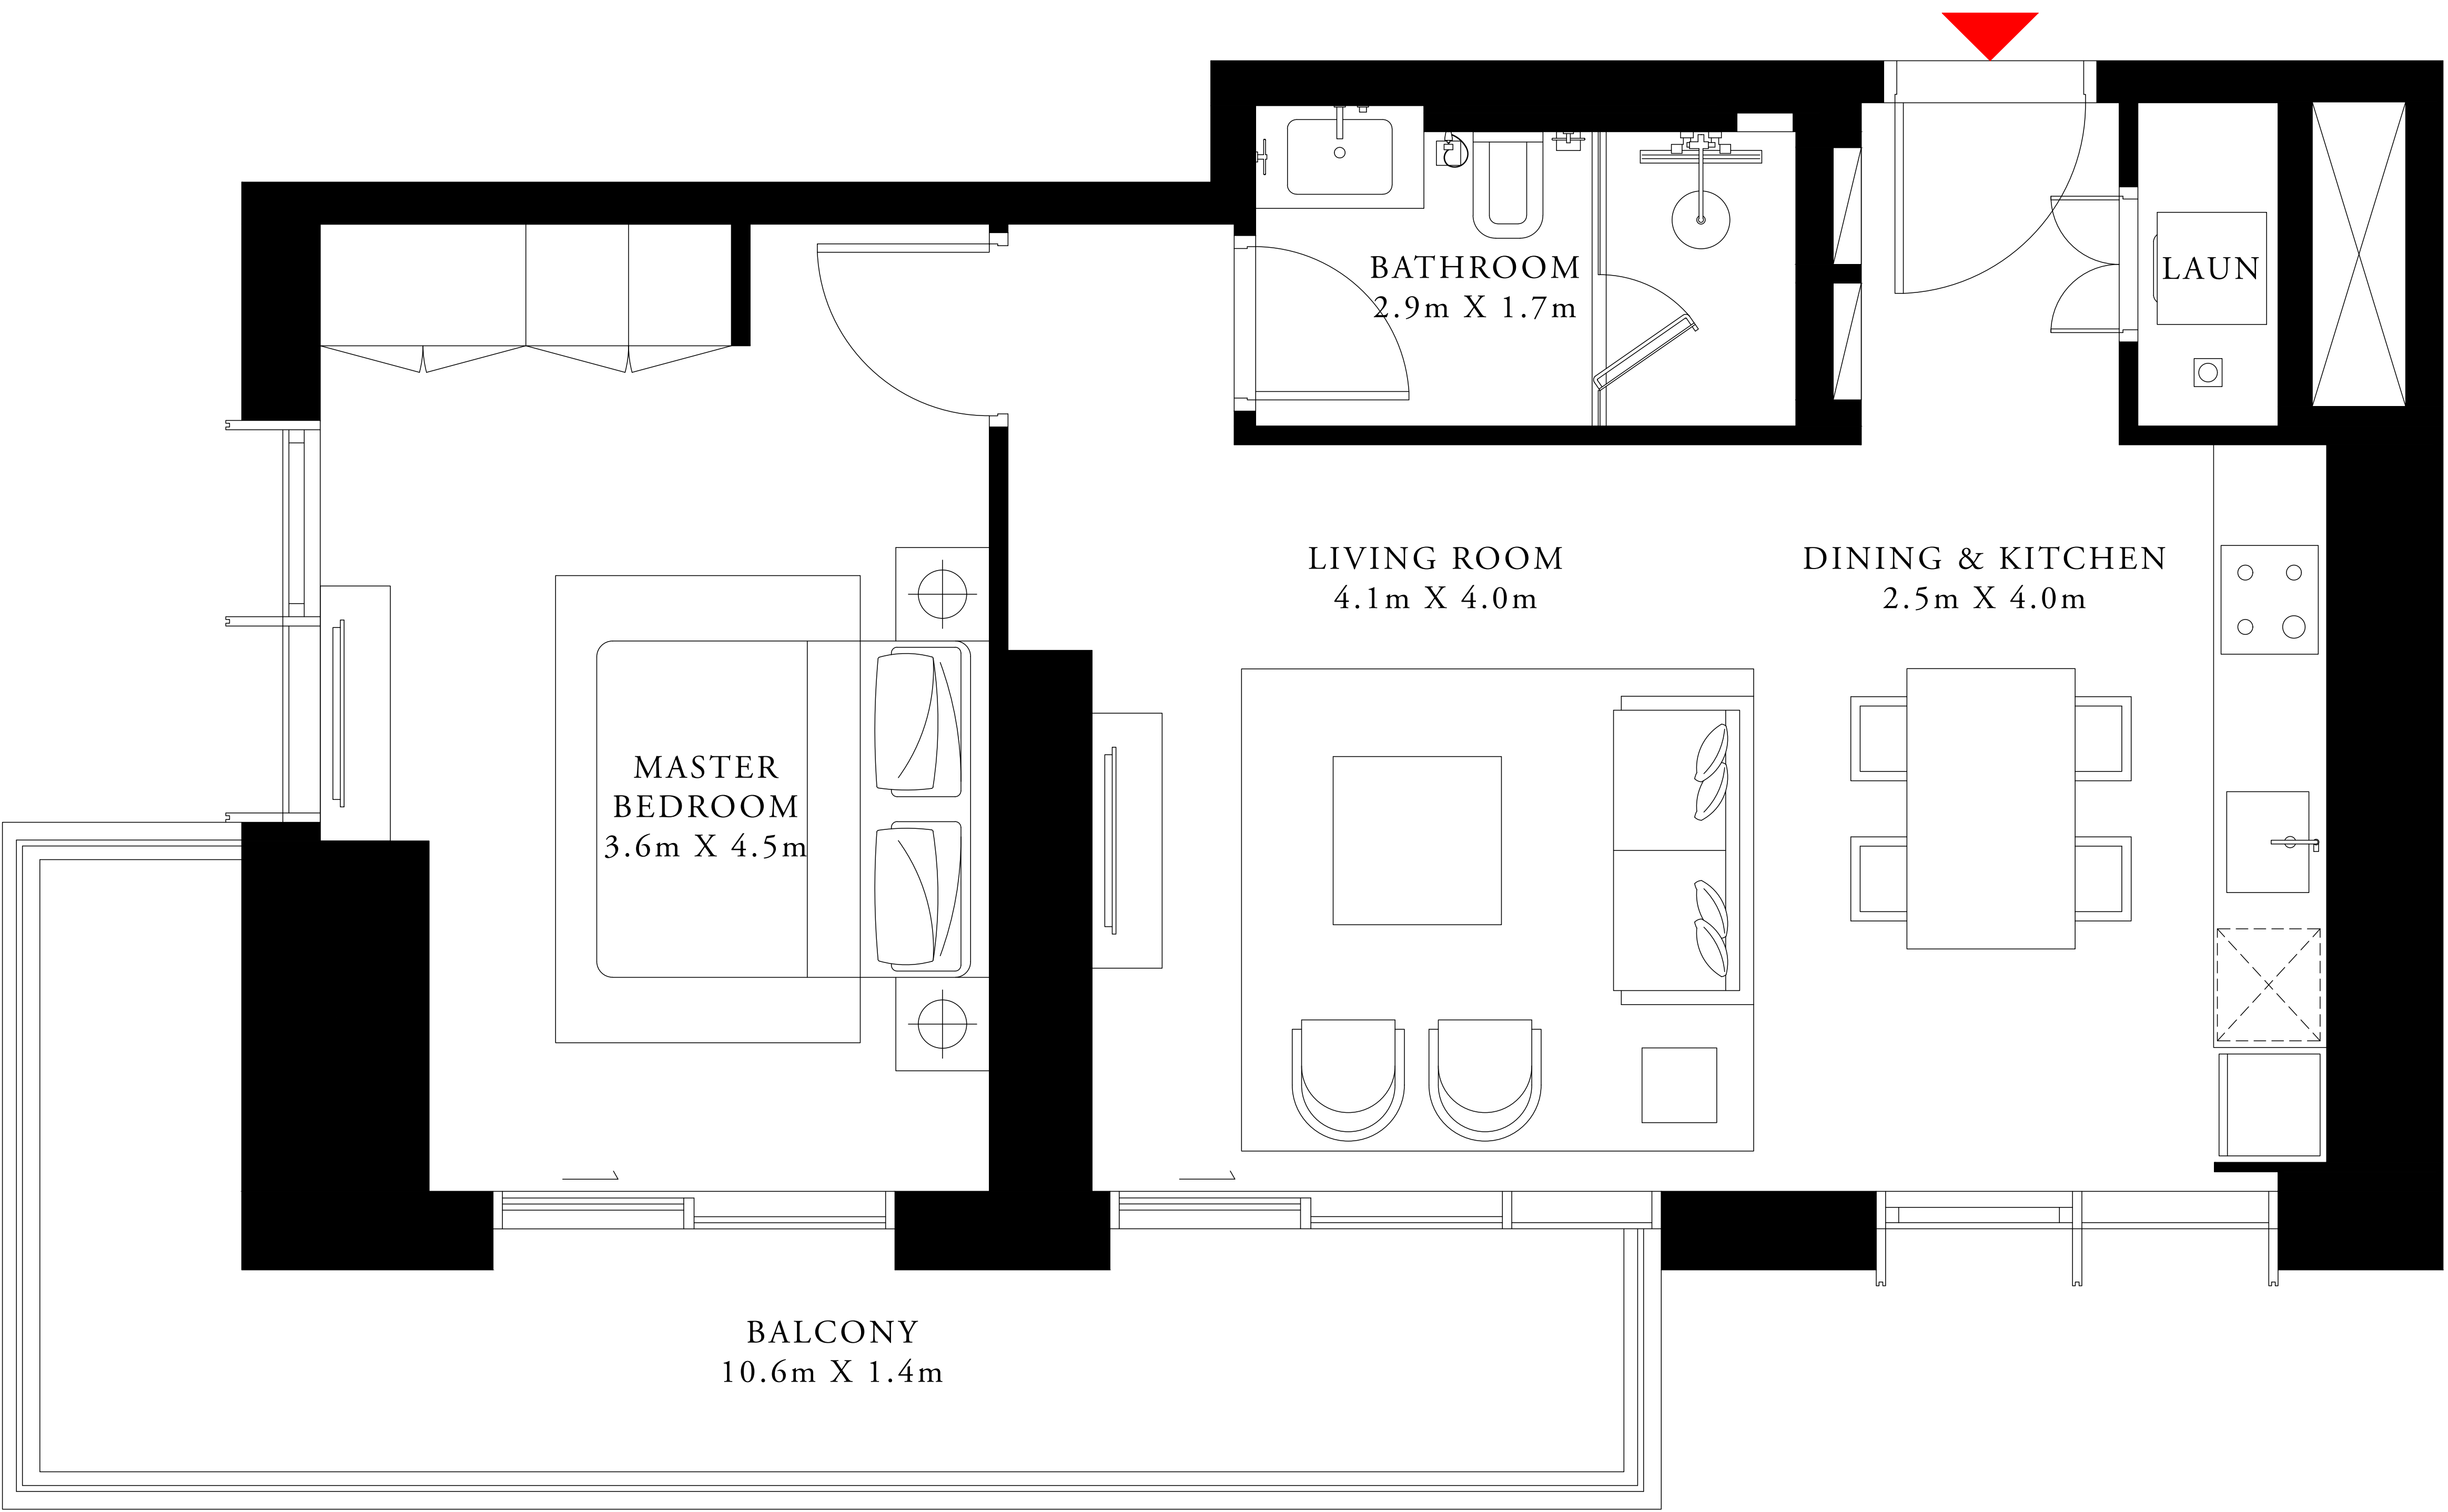 BATHROOM
2.9m X 1.7m
LAUN
LIVING ROOM
4.1m X 4.0m
DINING & KITCHEN
2.5m X 4.0m
MASTER
BEDROOM
3.6m X 4.5m
BALCONY
10.6m X 1.4m